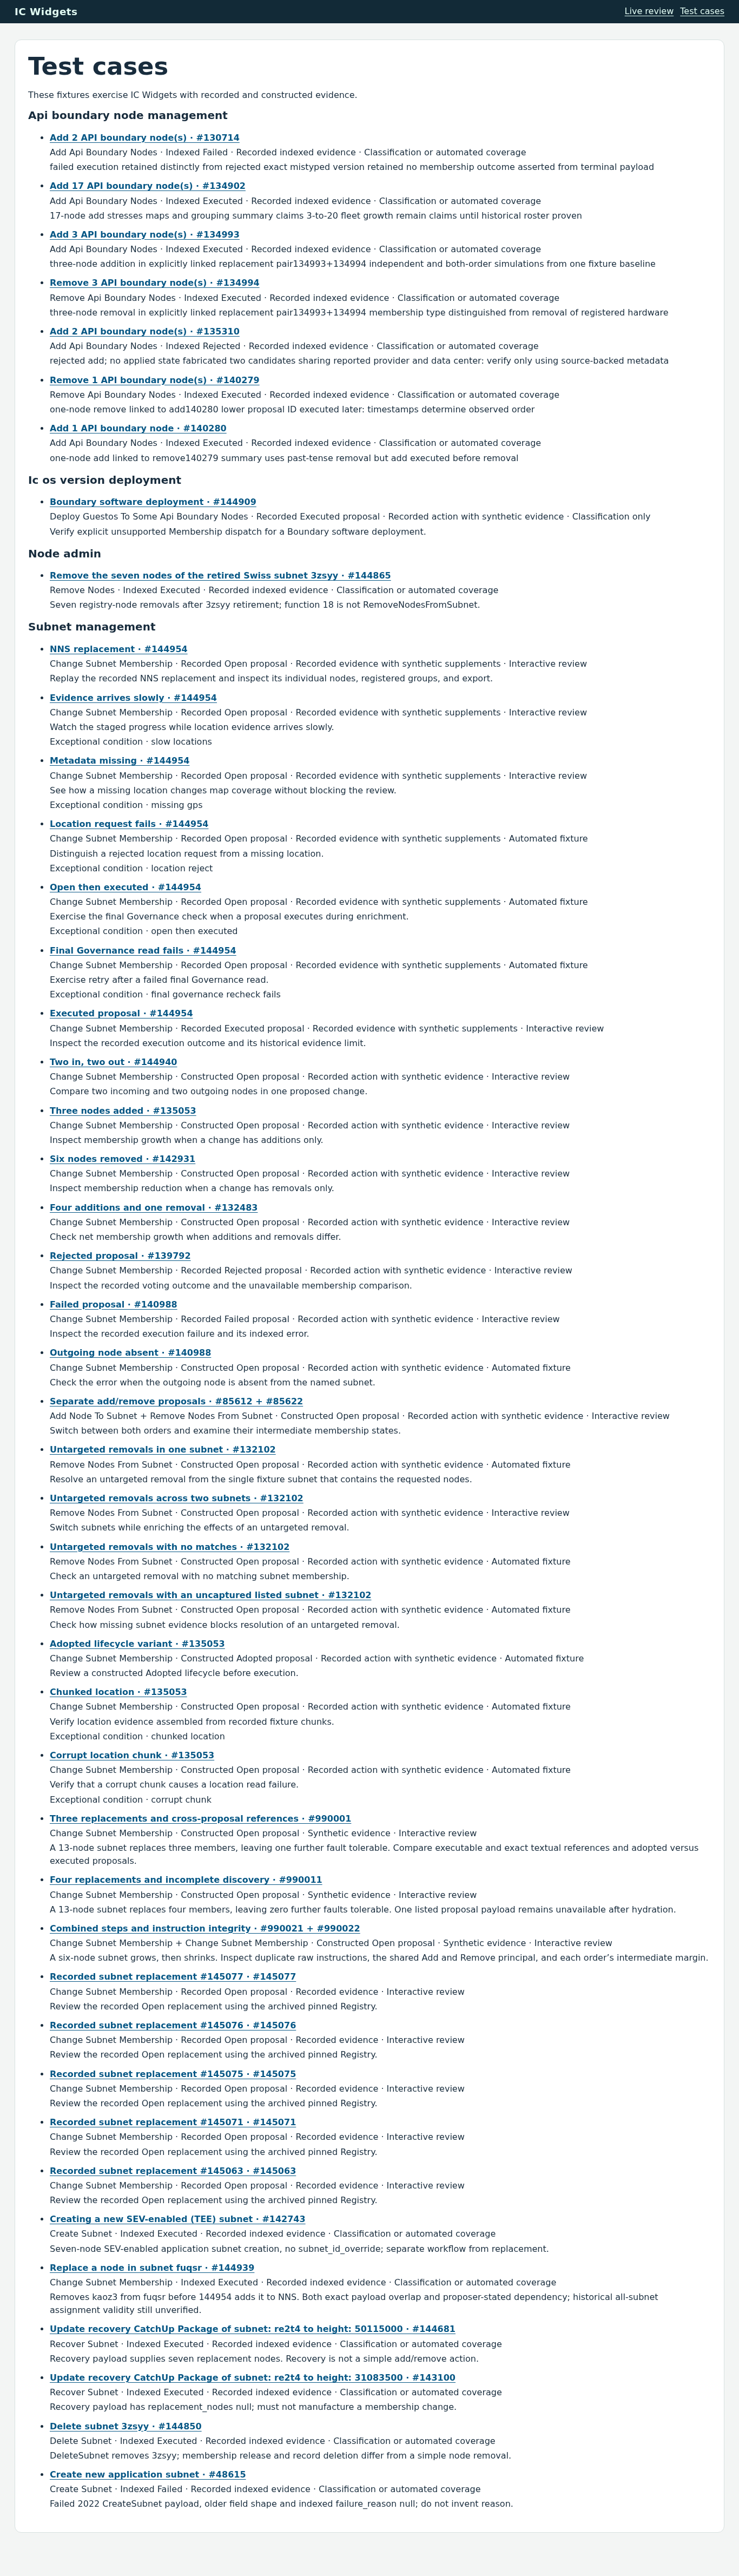 IC Widgets
Live review Test cases
Test cases
These fixtures exercise IC Widgets with recorded and constructed evidence.
Api boundary node management
• Add 2 API boundary node(s) · #130714
Add Api Boundary Nodes · Indexed Failed · Recorded indexed evidence · Classification or automated coverage
failed execution retained distinctly from rejected exact mistyped version retained no membership outcome asserted from terminal payload
• Add 17 API boundary node(s) · #134902
Add Api Boundary Nodes · Indexed Executed · Recorded indexed evidence · Classification or automated coverage
17-node add stresses maps and grouping summary claims 3-to-20 fleet growth remain claims until historical roster proven
• Add 3 API boundary node(s) · #134993
Add Api Boundary Nodes · Indexed Executed · Recorded indexed evidence · Classification or automated coverage
three-node addition in explicitly linked replacement pair134993+134994 independent and both-order simulations from one fixture baseline
• Remove 3 API boundary node(s) · #134994
Remove Api Boundary Nodes · Indexed Executed · Recorded indexed evidence · Classification or automated coverage
three-node removal in explicitly linked replacement pair134993+134994 membership type distinguished from removal of registered hardware
• Add 2 API boundary node(s) · #135310
Add Api Boundary Nodes · Indexed Rejected · Recorded indexed evidence · Classification or automated coverage
rejected add; no applied state fabricated two candidates sharing reported provider and data center: verify only using source-backed metadata
• Remove 1 API boundary node(s) · #140279
Remove Api Boundary Nodes · Indexed Executed · Recorded indexed evidence · Classification or automated coverage
one-node remove linked to add140280 lower proposal ID executed later: timestamps determine observed order
• Add 1 API boundary node · #140280
Add Api Boundary Nodes · Indexed Executed · Recorded indexed evidence · Classification or automated coverage
one-node add linked to remove140279 summary uses past-tense removal but add executed before removal
Ic os version deployment
• Boundary software deployment · #144909
Deploy Guestos To Some Api Boundary Nodes · Recorded Executed proposal · Recorded action with synthetic evidence · Classification only
Verify explicit unsupported Membership dispatch for a Boundary software deployment.
Node admin
• Remove the seven nodes of the retired Swiss subnet 3zsyy · #144865
Remove Nodes · Indexed Executed · Recorded indexed evidence · Classification or automated coverage
Seven registry-node removals after 3zsyy retirement; function 18 is not RemoveNodesFromSubnet.
Subnet management
• NNS replacement · #144954
Change Subnet Membership · Recorded Open proposal · Recorded evidence with synthetic supplements · Interactive review
Replay the recorded NNS replacement and inspect its individual nodes, registered groups, and export.
• Evidence arrives slowly · #144954
Change Subnet Membership · Recorded Open proposal · Recorded evidence with synthetic supplements · Interactive review
Watch the staged progress while location evidence arrives slowly.
Exceptional condition · slow locations
• Metadata missing · #144954
Change Subnet Membership · Recorded Open proposal · Recorded evidence with synthetic supplements · Interactive review
See how a missing location changes map coverage without blocking the review.
Exceptional condition · missing gps
• Location request fails · #144954
Change Subnet Membership · Recorded Open proposal · Recorded evidence with synthetic supplements · Automated fixture
Distinguish a rejected location request from a missing location.
Exceptional condition · location reject
• Open then executed · #144954
Change Subnet Membership · Recorded Open proposal · Recorded evidence with synthetic supplements · Automated fixture
Exercise the final Governance check when a proposal executes during enrichment.
Exceptional condition · open then executed
• Final Governance read fails · #144954
Change Subnet Membership · Recorded Open proposal · Recorded evidence with synthetic supplements · Automated fixture
Exercise retry after a failed final Governance read.
Exceptional condition · final governance recheck fails
• Executed proposal · #144954
Change Subnet Membership · Recorded Executed proposal · Recorded evidence with synthetic supplements · Interactive review
Inspect the recorded execution outcome and its historical evidence limit.
• Two in, two out · #144940
Change Subnet Membership · Constructed Open proposal · Recorded action with synthetic evidence · Interactive review
Compare two incoming and two outgoing nodes in one proposed change.
• Three nodes added · #135053
Change Subnet Membership · Constructed Open proposal · Recorded action with synthetic evidence · Interactive review
Inspect membership growth when a change has additions only.
• Six nodes removed · #142931
Change Subnet Membership · Constructed Open proposal · Recorded action with synthetic evidence · Interactive review
Inspect membership reduction when a change has removals only.
• Four additions and one removal · #132483
Change Subnet Membership · Constructed Open proposal · Recorded action with synthetic evidence · Interactive review
Check net membership growth when additions and removals differ.
• Rejected proposal · #139792
Change Subnet Membership · Recorded Rejected proposal · Recorded action with synthetic evidence · Interactive review
Inspect the recorded voting outcome and the unavailable membership comparison.
• Failed proposal · #140988
Change Subnet Membership · Recorded Failed proposal · Recorded action with synthetic evidence · Interactive review
Inspect the recorded execution failure and its indexed error.
• Outgoing node absent · #140988
Change Subnet Membership · Constructed Open proposal · Recorded action with synthetic evidence · Automated fixture
Check the error when the outgoing node is absent from the named subnet.
• Separate add/remove proposals · #85612 + #85622
Add Node To Subnet + Remove Nodes From Subnet · Constructed Open proposal · Recorded action with synthetic evidence · Interactive review
Switch between both orders and examine their intermediate membership states.
• Untargeted removals in one subnet · #132102
Remove Nodes From Subnet · Constructed Open proposal · Recorded action with synthetic evidence · Automated fixture
Resolve an untargeted removal from the single fixture subnet that contains the requested nodes.
• Untargeted removals across two subnets · #132102
Remove Nodes From Subnet · Constructed Open proposal · Recorded action with synthetic evidence · Interactive review
Switch subnets while enriching the effects of an untargeted removal.
• Untargeted removals with no matches · #132102
Remove Nodes From Subnet · Constructed Open proposal · Recorded action with synthetic evidence · Automated fixture
Check an untargeted removal with no matching subnet membership.
• Untargeted removals with an uncaptured listed subnet · #132102
Remove Nodes From Subnet · Constructed Open proposal · Recorded action with synthetic evidence · Automated fixture
Check how missing subnet evidence blocks resolution of an untargeted removal.
• Adopted lifecycle variant · #135053
Change Subnet Membership · Constructed Adopted proposal · Recorded action with synthetic evidence · Automated fixture
Review a constructed Adopted lifecycle before execution.
• Chunked location · #135053
Change Subnet Membership · Constructed Open proposal · Recorded action with synthetic evidence · Automated fixture
Verify location evidence assembled from recorded fixture chunks.
Exceptional condition · chunked location
• Corrupt location chunk · #135053
Change Subnet Membership · Constructed Open proposal · Recorded action with synthetic evidence · Automated fixture
Verify that a corrupt chunk causes a location read failure.
Exceptional condition · corrupt chunk
• Three replacements and cross-proposal references · #990001
Change Subnet Membership · Constructed Open proposal · Synthetic evidence · Interactive review
A 13-node subnet replaces three members, leaving one further fault tolerable. Compare executable and exact textual references and adopted versus
executed proposals.
• Four replacements and incomplete discovery · #990011
Change Subnet Membership · Constructed Open proposal · Synthetic evidence · Interactive review
A 13-node subnet replaces four members, leaving zero further faults tolerable. One listed proposal payload remains unavailable after hydration.
• Combined steps and instruction integrity · #990021 + #990022
Change Subnet Membership + Change Subnet Membership · Constructed Open proposal · Synthetic evidence · Interactive review
A six-node subnet grows, then shrinks. Inspect duplicate raw instructions, the shared Add and Remove principal, and each order’s intermediate margin.
• Recorded subnet replacement #145077 · #145077
Change Subnet Membership · Recorded Open proposal · Recorded evidence · Interactive review
Review the recorded Open replacement using the archived pinned Registry.
• Recorded subnet replacement #145076 · #145076
Change Subnet Membership · Recorded Open proposal · Recorded evidence · Interactive review
Review the recorded Open replacement using the archived pinned Registry.
• Recorded subnet replacement #145075 · #145075
Change Subnet Membership · Recorded Open proposal · Recorded evidence · Interactive review
Review the recorded Open replacement using the archived pinned Registry.
• Recorded subnet replacement #145071 · #145071
Change Subnet Membership · Recorded Open proposal · Recorded evidence · Interactive review
Review the recorded Open replacement using the archived pinned Registry.
• Recorded subnet replacement #145063 · #145063
Change Subnet Membership · Recorded Open proposal · Recorded evidence · Interactive review
Review the recorded Open replacement using the archived pinned Registry.
• Creating a new SEV-enabled (TEE) subnet · #142743
Create Subnet · Indexed Executed · Recorded indexed evidence · Classification or automated coverage
Seven-node SEV-enabled application subnet creation, no subnet_id_override; separate workflow from replacement.
• Replace a node in subnet fuqsr · #144939
Change Subnet Membership · Indexed Executed · Recorded indexed evidence · Classification or automated coverage
Removes kaoz3 from fuqsr before 144954 adds it to NNS. Both exact payload overlap and proposer-stated dependency; historical all-subnet
assignment validity still unverified.
• Update recovery CatchUp Package of subnet: re2t4 to height: 50115000 · #144681
Recover Subnet · Indexed Executed · Recorded indexed evidence · Classification or automated coverage
Recovery payload supplies seven replacement nodes. Recovery is not a simple add/remove action.
• Update recovery CatchUp Package of subnet: re2t4 to height: 31083500 · #143100
Recover Subnet · Indexed Executed · Recorded indexed evidence · Classification or automated coverage
Recovery payload has replacement_nodes null; must not manufacture a membership change.
• Delete subnet 3zsyy · #144850
Delete Subnet · Indexed Executed · Recorded indexed evidence · Classification or automated coverage
DeleteSubnet removes 3zsyy; membership release and record deletion differ from a simple node removal.
• Create new application subnet · #48615
Create Subnet · Indexed Failed · Recorded indexed evidence · Classification or automated coverage
Failed 2022 CreateSubnet payload, older field shape and indexed failure_reason null; do not invent reason.